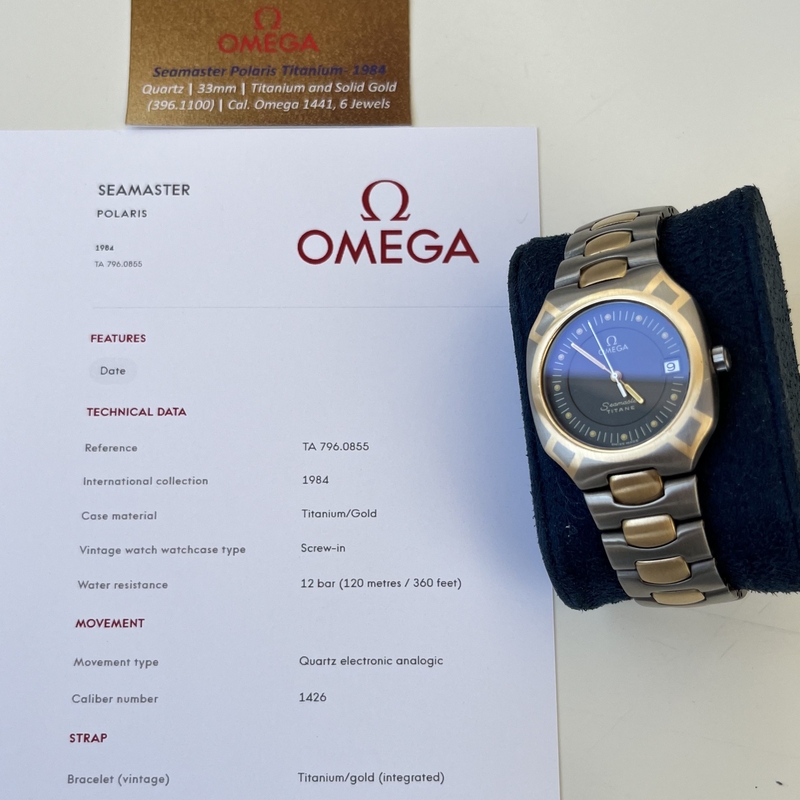 Ω
OMEGA
Seamaster Polaris Titanium- 1984
Quartz | 33mm | Titanium and Solid Gold
(396.1100) | Cal. Omega 1441, 6 Jewels
SEAMASTER
POLARIS
1984
TA 796.0855
Ω
OMEGA
FEATURES
Date
TECHNICAL DATA
Reference TA 796.0855
International collection 1984
Case material Titanium/Gold
Vintage watch watchcase type Screw-in
Water resistance 12 bar (120 metres / 360 feet)
MOVEMENT
Movement type Quartz electronic analogic
Caliber number 1426
STRAP
Bracelet (vintage) Titanium/gold (integrated)
Ω
OMEGA
9
Seamaster
TITANE